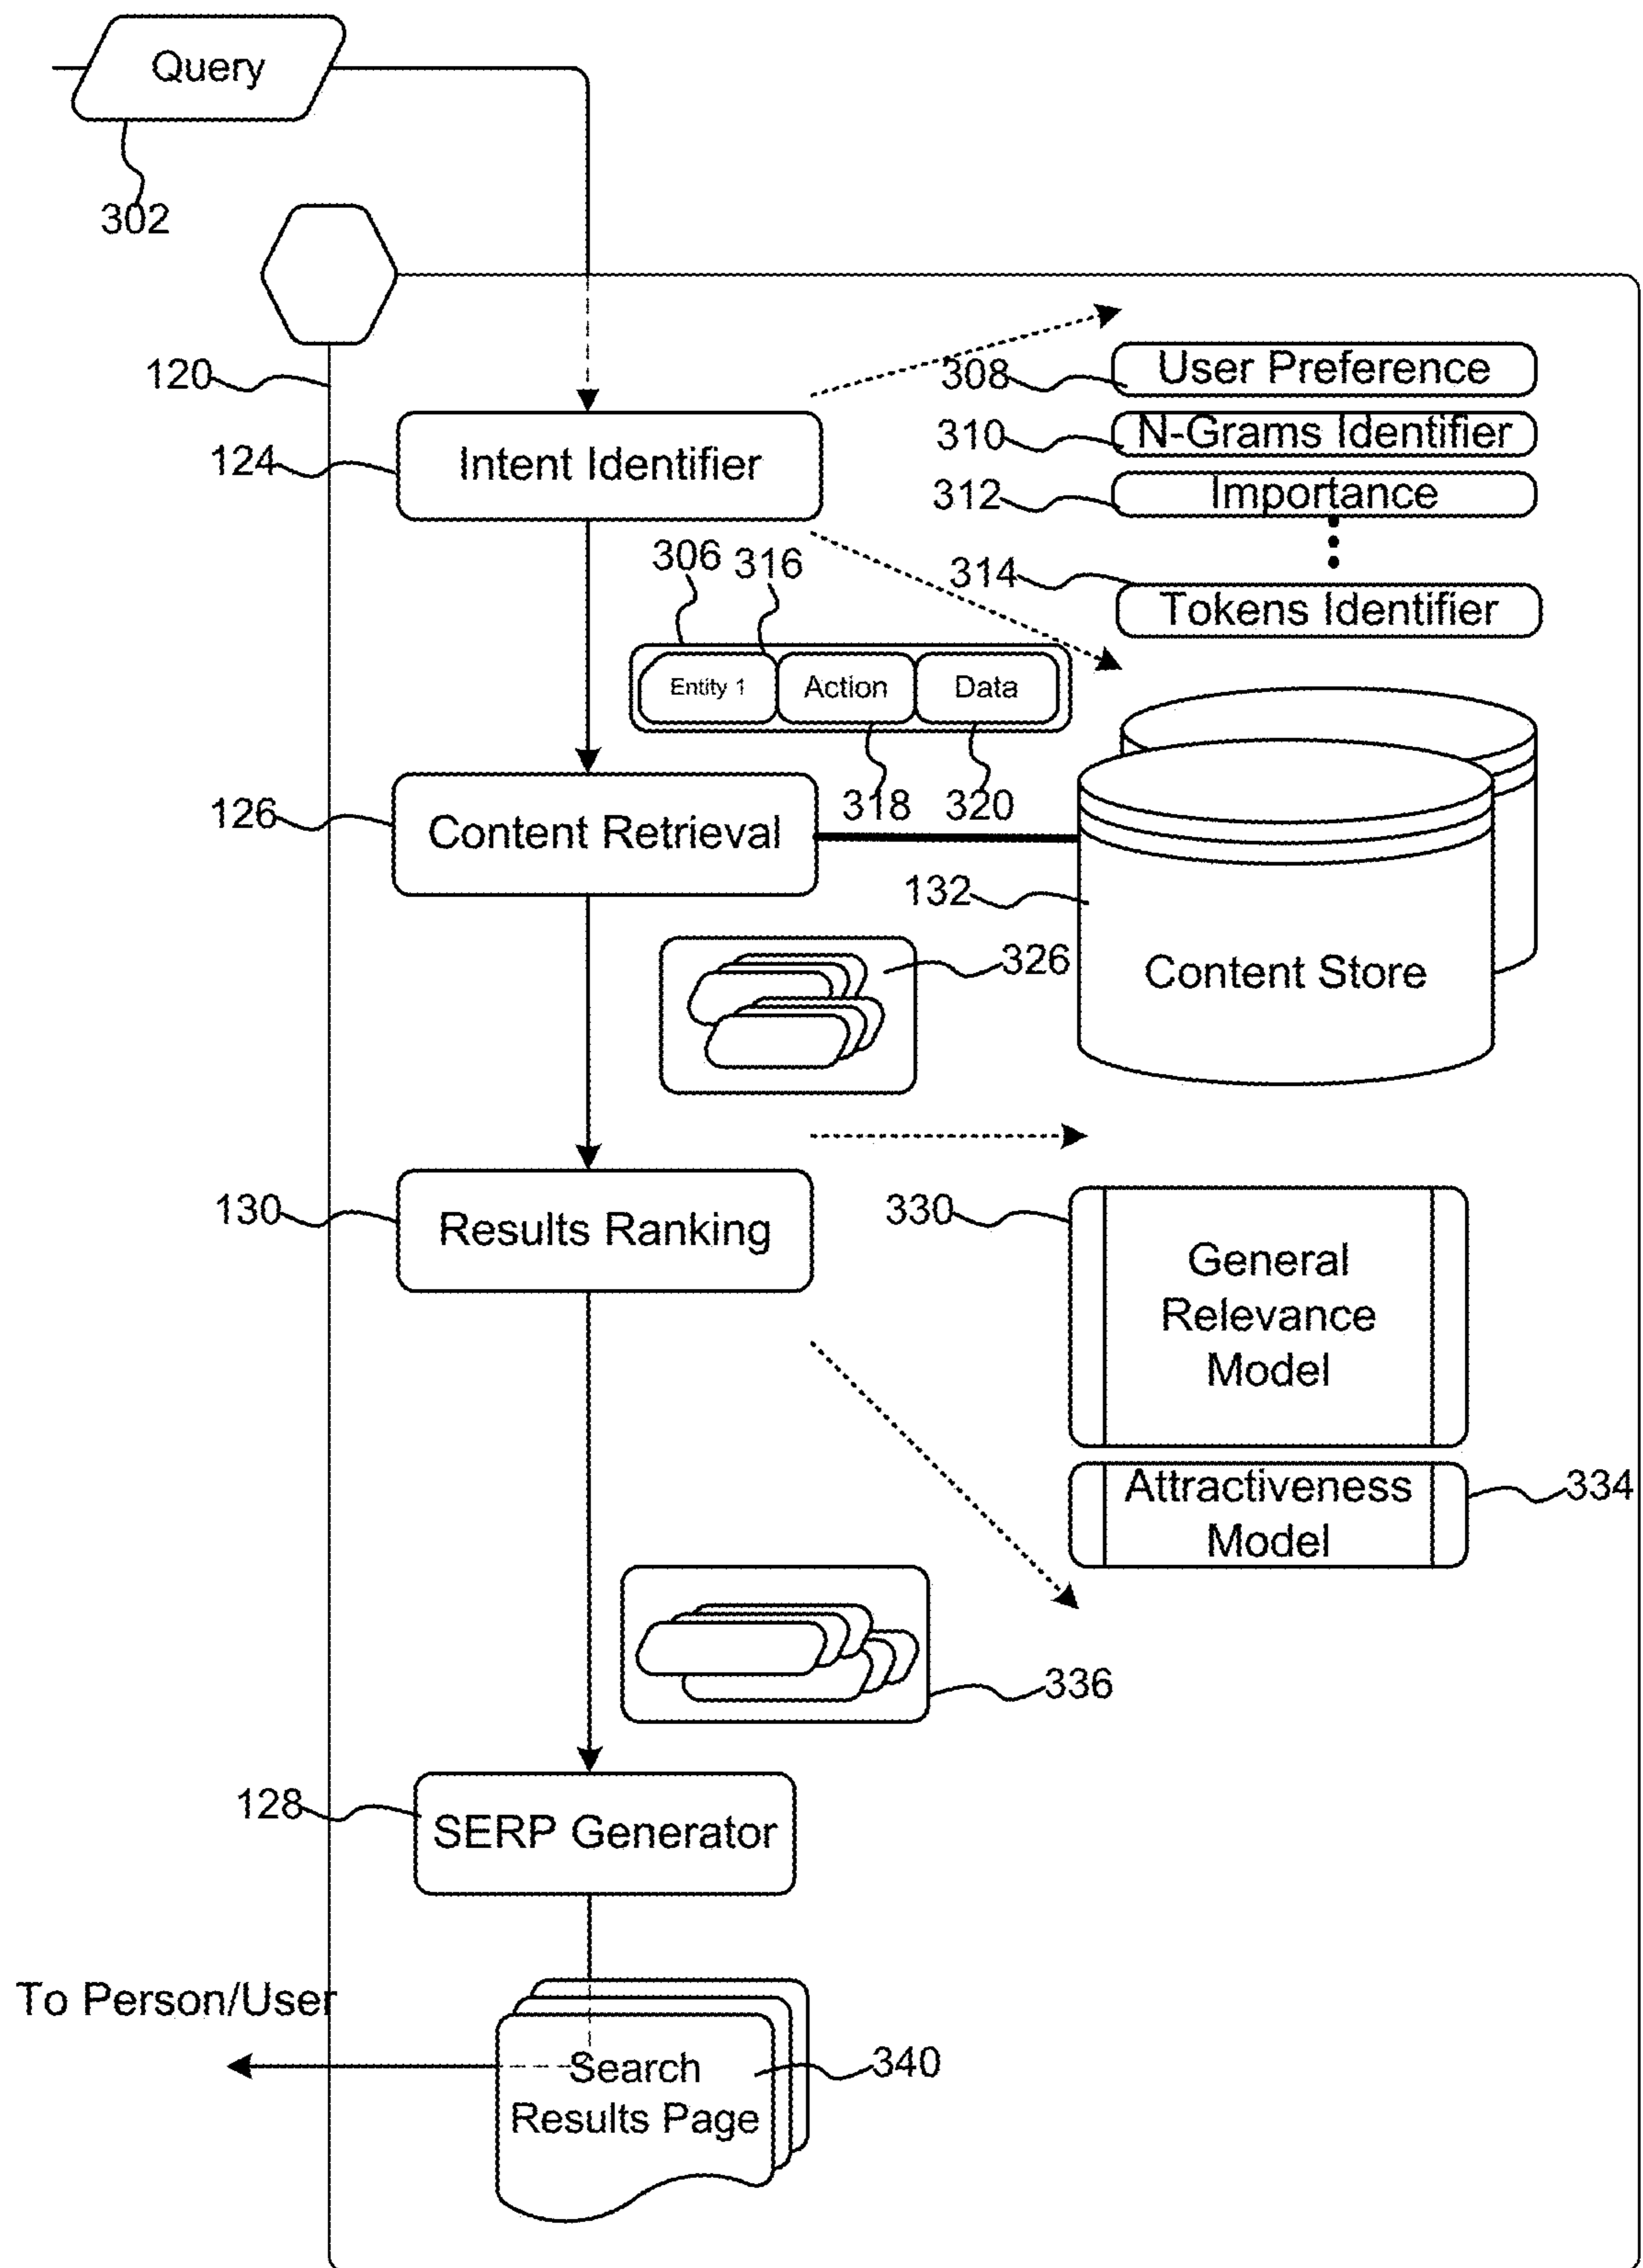 Query
302
120
308
User Preference
124
Intent Identifier
310
N-Grams Identifier
312
Importance
306
316
314
Tokens Identifier
Entity 1
Action
Data
318
320
126
Content Retrieval
132
Content Store
326
130
Results Ranking
330
General
Relevance
Model
Attractiveness
Model
334
336
128
SERP Generator
To Person/User
340
Search
Results Page